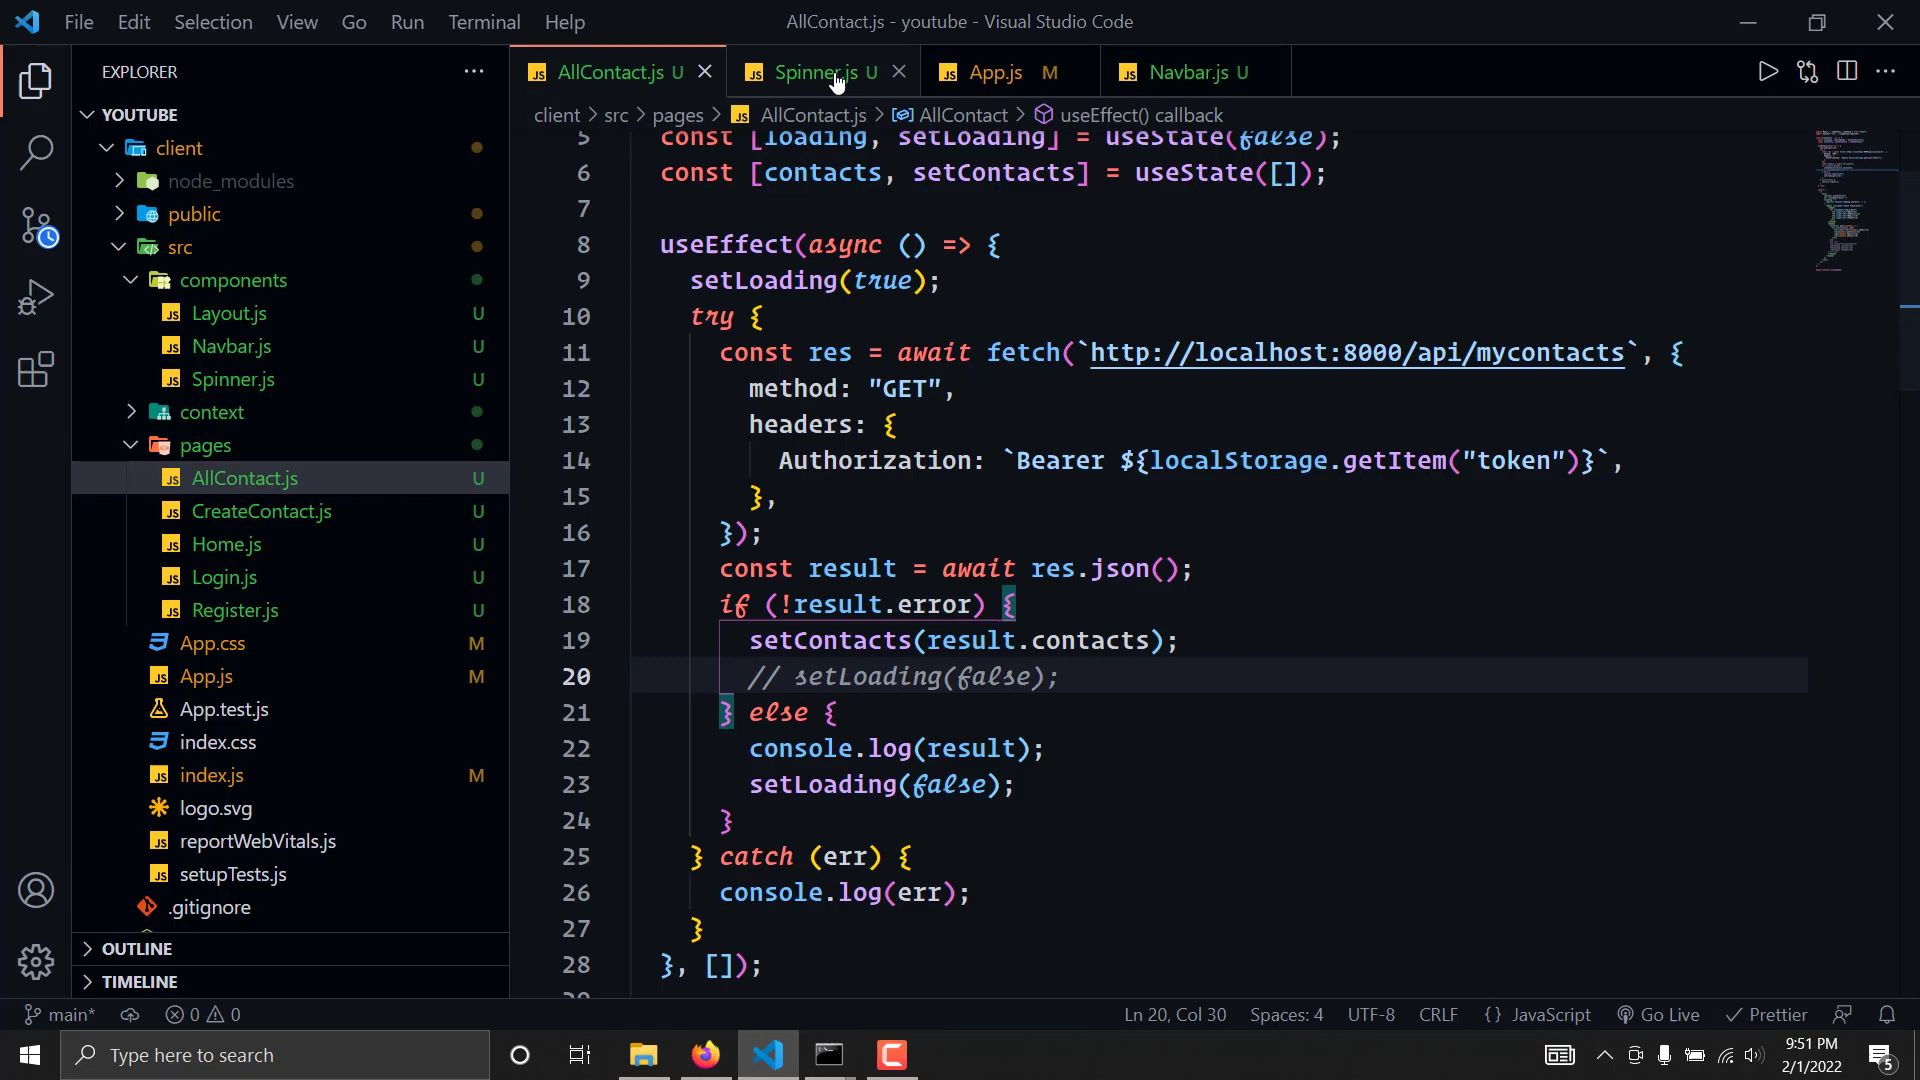 File Edit Selection View Go Run Terminal Help
AllContact.js - youtube - Visual Studio Code
EXPLORER
YOUTUBE
client
node_modules
public
src
components
Layout.js U
Navbar.js U
Spinner.js U
context
pages
AllContact.js U
CreateContact.js U
Home.js U
Login.js U
Register.js U
App.css M
App.js M
App.test.js
index.css
index.js M
logo.svg
reportWebVitals.js
setupTests.js
.gitignore
OUTLINE
TIMELINE
AllContact.js U Spinner.js U App.js M Navbar.js U
client > src > pages > AllContact.js > AllContact > useEffect() callback
5 const [loading, setLoading] = useState(false);
6 const [contacts, setContacts] = useState([]);
7
8 useEffect(async () => {
9 setLoading(true);
10 try {
11 const res = await fetch(`http://localhost:8000/api/mycontacts`, {
12 method: "GET",
13 headers: {
14 Authorization: `Bearer ${localStorage.getItem("token")}`,
15 },
16 });
17 const result = await res.json();
18 if (!result.error) {
19 setContacts(result.contacts);
20 // setLoading(false);
21 } else {
22 console.log(result);
23 setLoading(false);
24 }
25 } catch (err) {
26 console.log(err);
27 }
28 }, []);
main* 0 0 Ln 20, Col 30 Spaces: 4 UTF-8 CRLF {} JavaScript Go Live Prettier
Type here to search
9:51 PM
2/1/2022
5